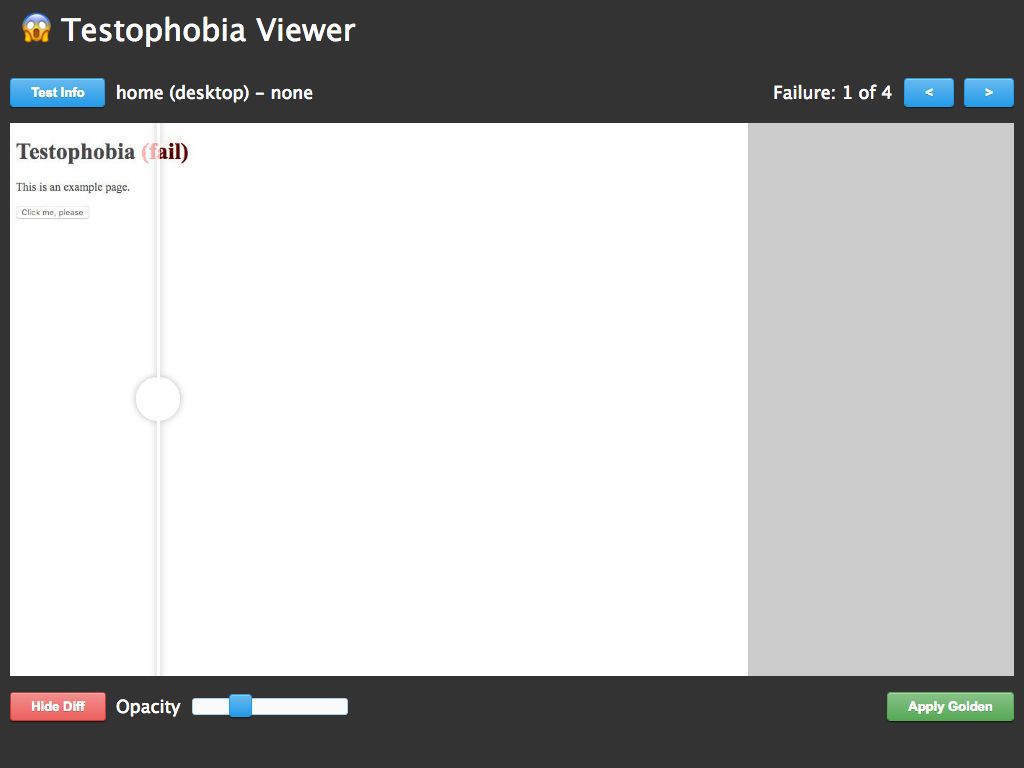 😱 Testophobia Viewer
Test Info home (desktop) – none Failure: 1 of 4 < >
Testophobia (fail)
This is an example page.
Click me, please
Hide Diff Opacity Apply Golden